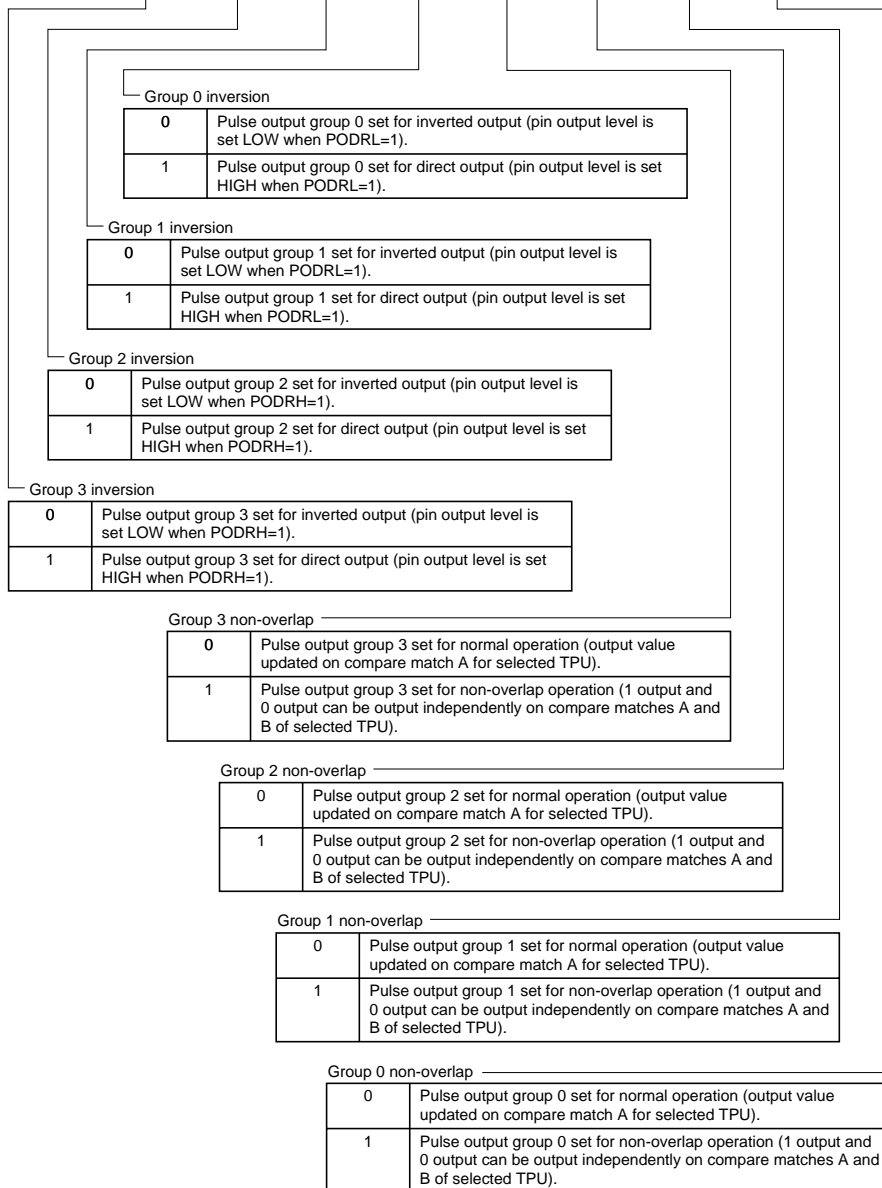 Group 0 inversion
0 Pulse output group 0 set for inverted output (pin output level is
set LOW when PODRL=1).
1 Pulse output group 0 set for direct output (pin output level is set
HIGH when PODRL=1).
Group 1 inversion
0 Pulse output group 1 set for inverted output (pin output level is
set LOW when PODRL=1).
1 Pulse output group 1 set for direct output (pin output level is set
HIGH when PODRL=1).
Group 2 inversion
0 Pulse output group 2 set for inverted output (pin output level is
set LOW when PODRH=1).
1 Pulse output group 2 set for direct output (pin output level is set
HIGH when PODRH=1).
Group 3 inversion
0 Pulse output group 3 set for inverted output (pin output level is
set LOW when PODRH=1).
1 Pulse output group 3 set for direct output (pin output level is set
HIGH when PODRH=1).
Group 3 non-overlap
0 Pulse output group 3 set for normal operation (output value
updated on compare match A for selected TPU).
1 Pulse output group 3 set for non-overlap operation (1 output and
0 output can be output independently on compare matches A and
B of selected TPU).
Group 2 non-overlap
0 Pulse output group 2 set for normal operation (output value
updated on compare match A for selected TPU).
1 Pulse output group 2 set for non-overlap operation (1 output and
0 output can be output independently on compare matches A and
B of selected TPU).
Group 1 non-overlap
0 Pulse output group 1 set for normal operation (output value
updated on compare match A for selected TPU).
1 Pulse output group 1 set for non-overlap operation (1 output and
0 output can be output independently on compare matches A and
B of selected TPU).
Group 0 non-overlap
0 Pulse output group 0 set for normal operation (output value
updated on compare match A for selected TPU).
1 Pulse output group 0 set for non-overlap operation (1 output and
0 output can be output independently on compare matches A and
B of selected TPU).